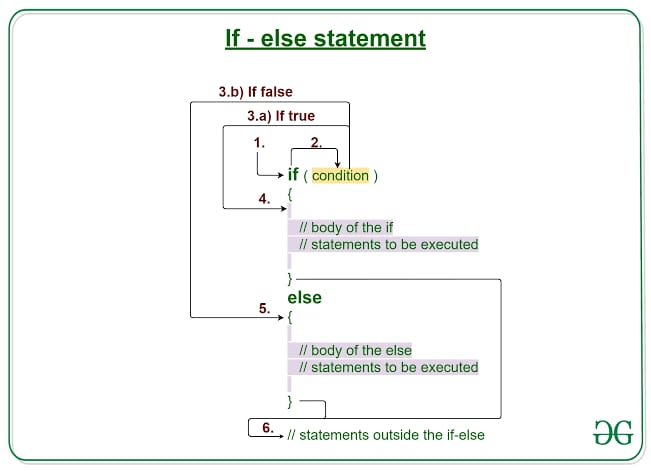 If - else statement
3.b) If false
3.a) If true
1.
2.
if ( condition )
4.
{
// body of the if
// statements to be executed
}
else
5.
{
// body of the else
// statements to be executed
}
6.
// statements outside the if-else